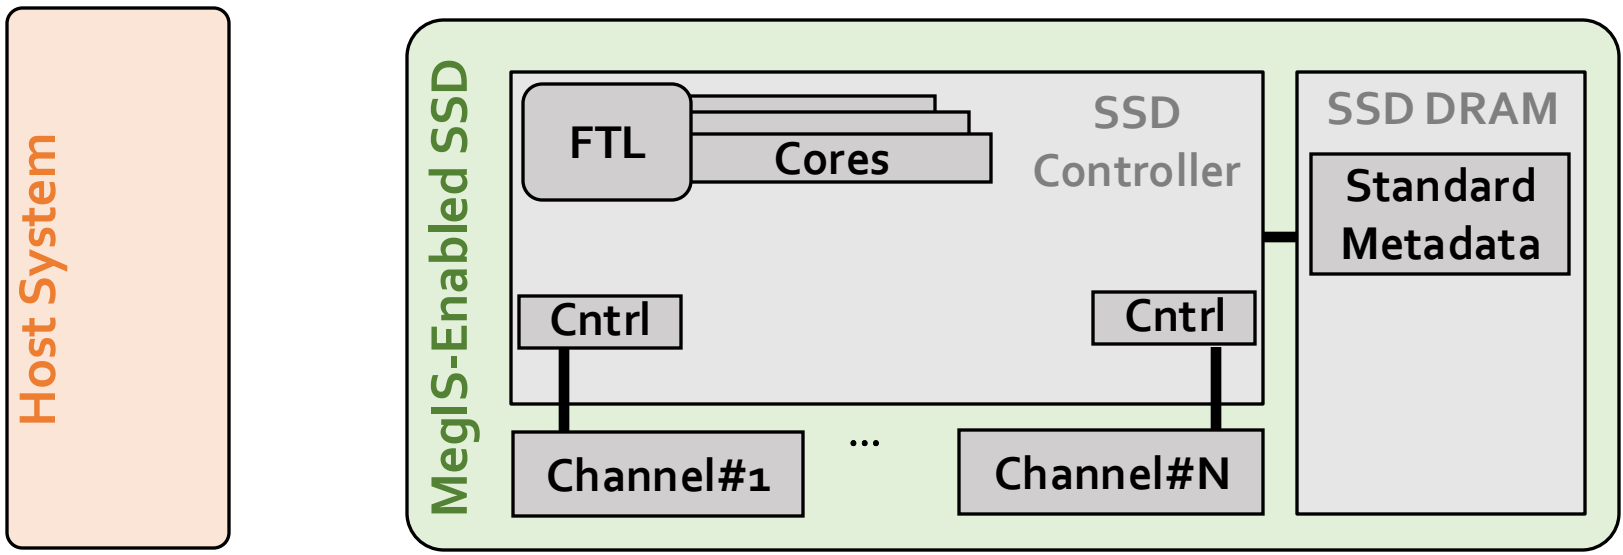 Host System
MegIS-Enabled SSD
FTL
Cores
SSD
Controller
SSD DRAM
Standard
Metadata
Cntrl
Cntrl
Channel#1
...
Channel#N